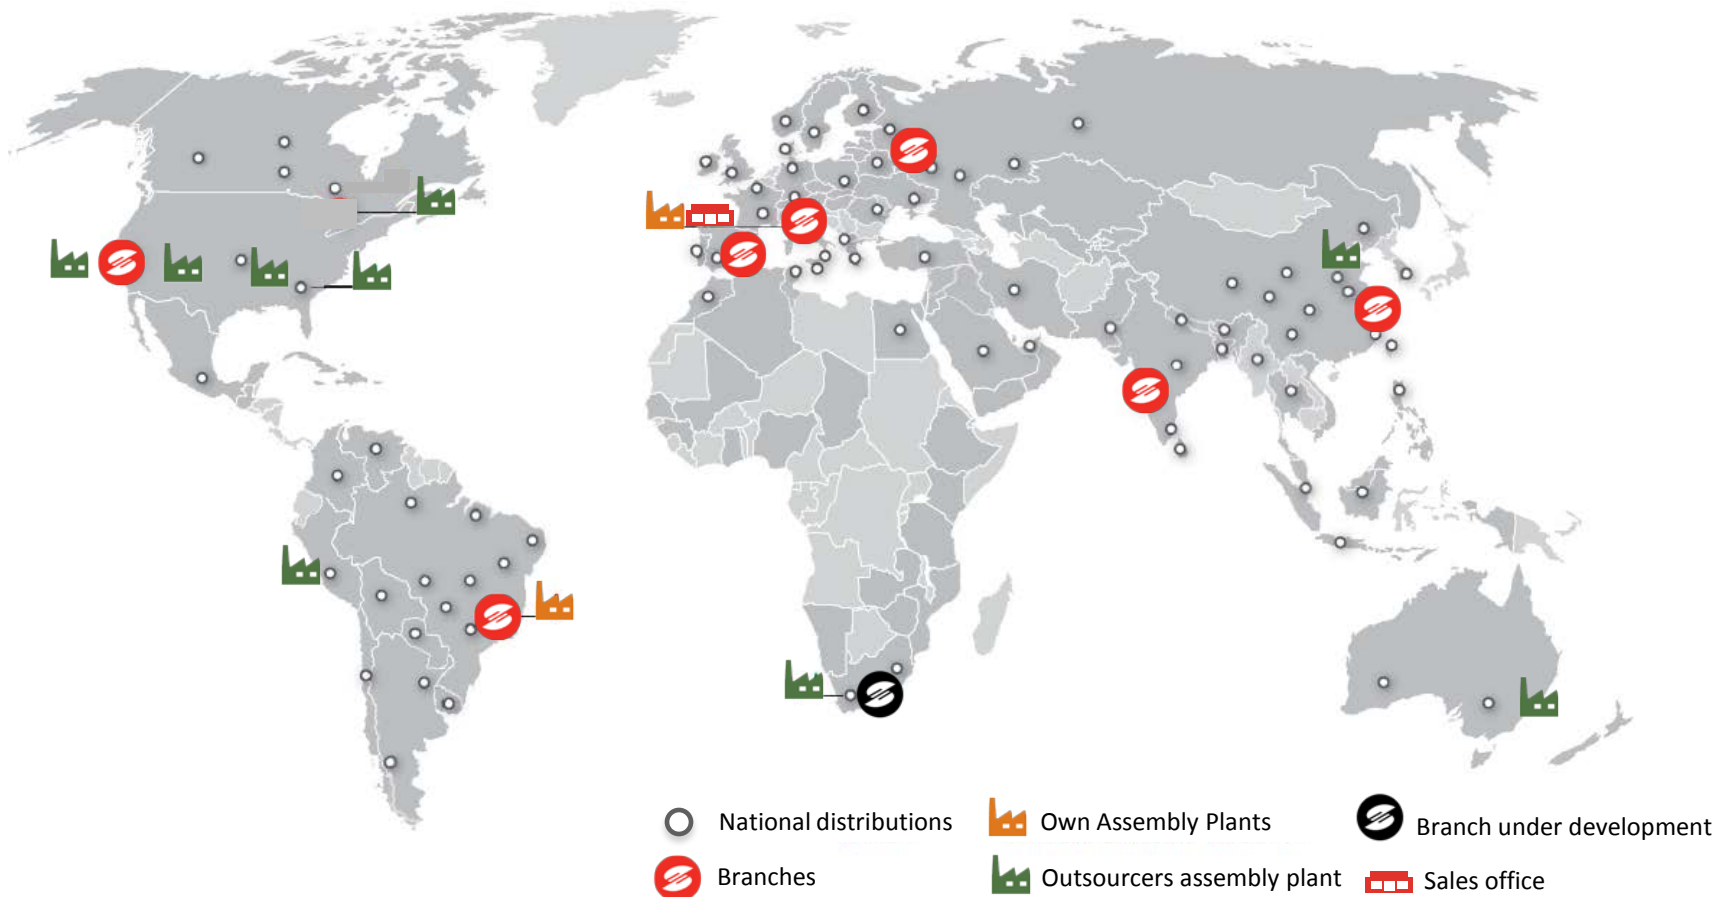 National distributions
Own Assembly Plants
Branch under development
Branches
Outsourcers assembly plant
Sales office